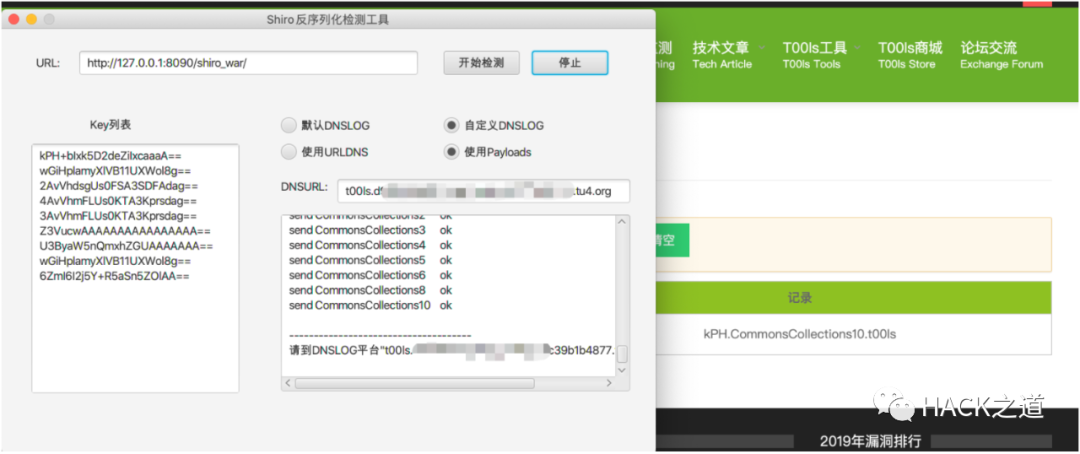 Shiro反序列化检测工具
URL: http://127.0.0.1:8090/shiro_war/ 开始检测 停止
Key列表
kPH+bIxk5D2deZiIxcaaaA==
wGiHplamyXlVB11UXWol8g==
2AvVhdsgUs0FSA3SDFAdag==
4AvVhmFLUs0KTA3Kprsdag==
3AvVhmFLUs0KTA3Kprsdag==
Z3VucwAAAAAAAAAAAAAAAA==
U3ByaW5nQmxhZGUAAAAAAA==
wGiHplamyXlVB11UXWol8g==
6ZmI6I2j5Y+R5aSn5ZOlAA==
默认DNSLOG 自定义DNSLOG
使用URLDNS 使用Payloads
DNSURL: t00ls.df .tu4.org
send CommonsCollections2 ok
send CommonsCollections3 ok
send CommonsCollections4 ok
send CommonsCollections5 ok
send CommonsCollections6 ok
send CommonsCollections8 ok
send CommonsCollections10 ok
-------------------------------------
请到DNSLOG平台"t00ls. c39b1b4877.
测 技术文章 T00ls工具 T00ls商城 论坛交流
ning Tech Article T00ls Tools T00ls Store Exchange Forum
清空
记录
kPH.CommonsCollections10.t00ls
HACK之道
2019年漏洞排行